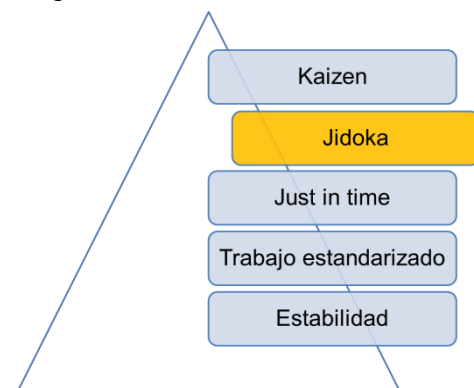 Kaizen
Jidoka
Just in time
Trabajo estandarizado
Estabilidad